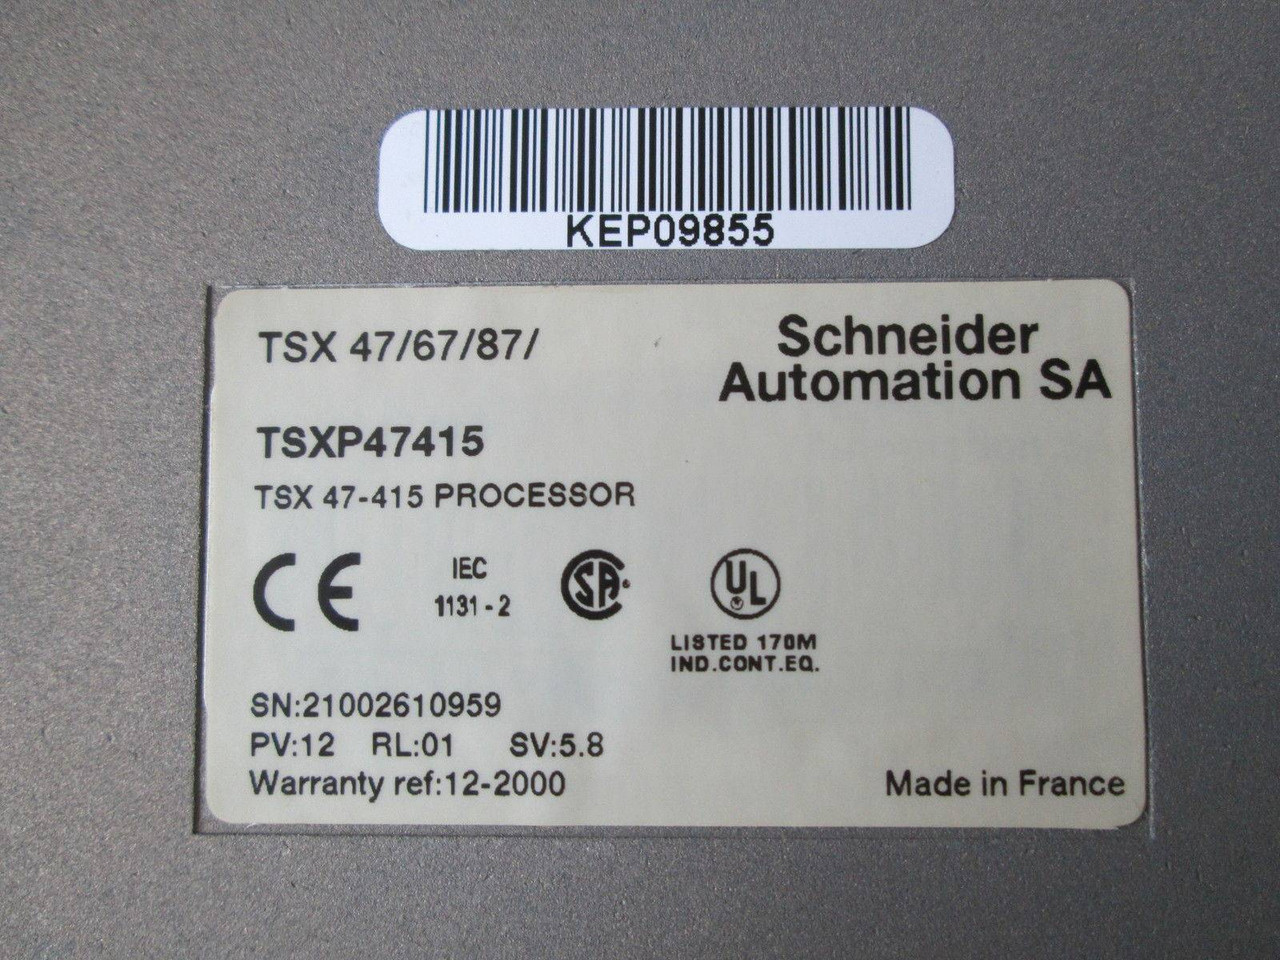 KEP09855
TSX 47/67/87/
Schneider
Automation SA
TSXP47415
TSX 47-415 PROCESSOR
CE
IEC
1131-2
SA
UL
LISTED 170M
IND.CONT.EQ.
SN:21002610959
PV:12 RL:01 SV:5.8
Warranty ref:12-2000
Made in France